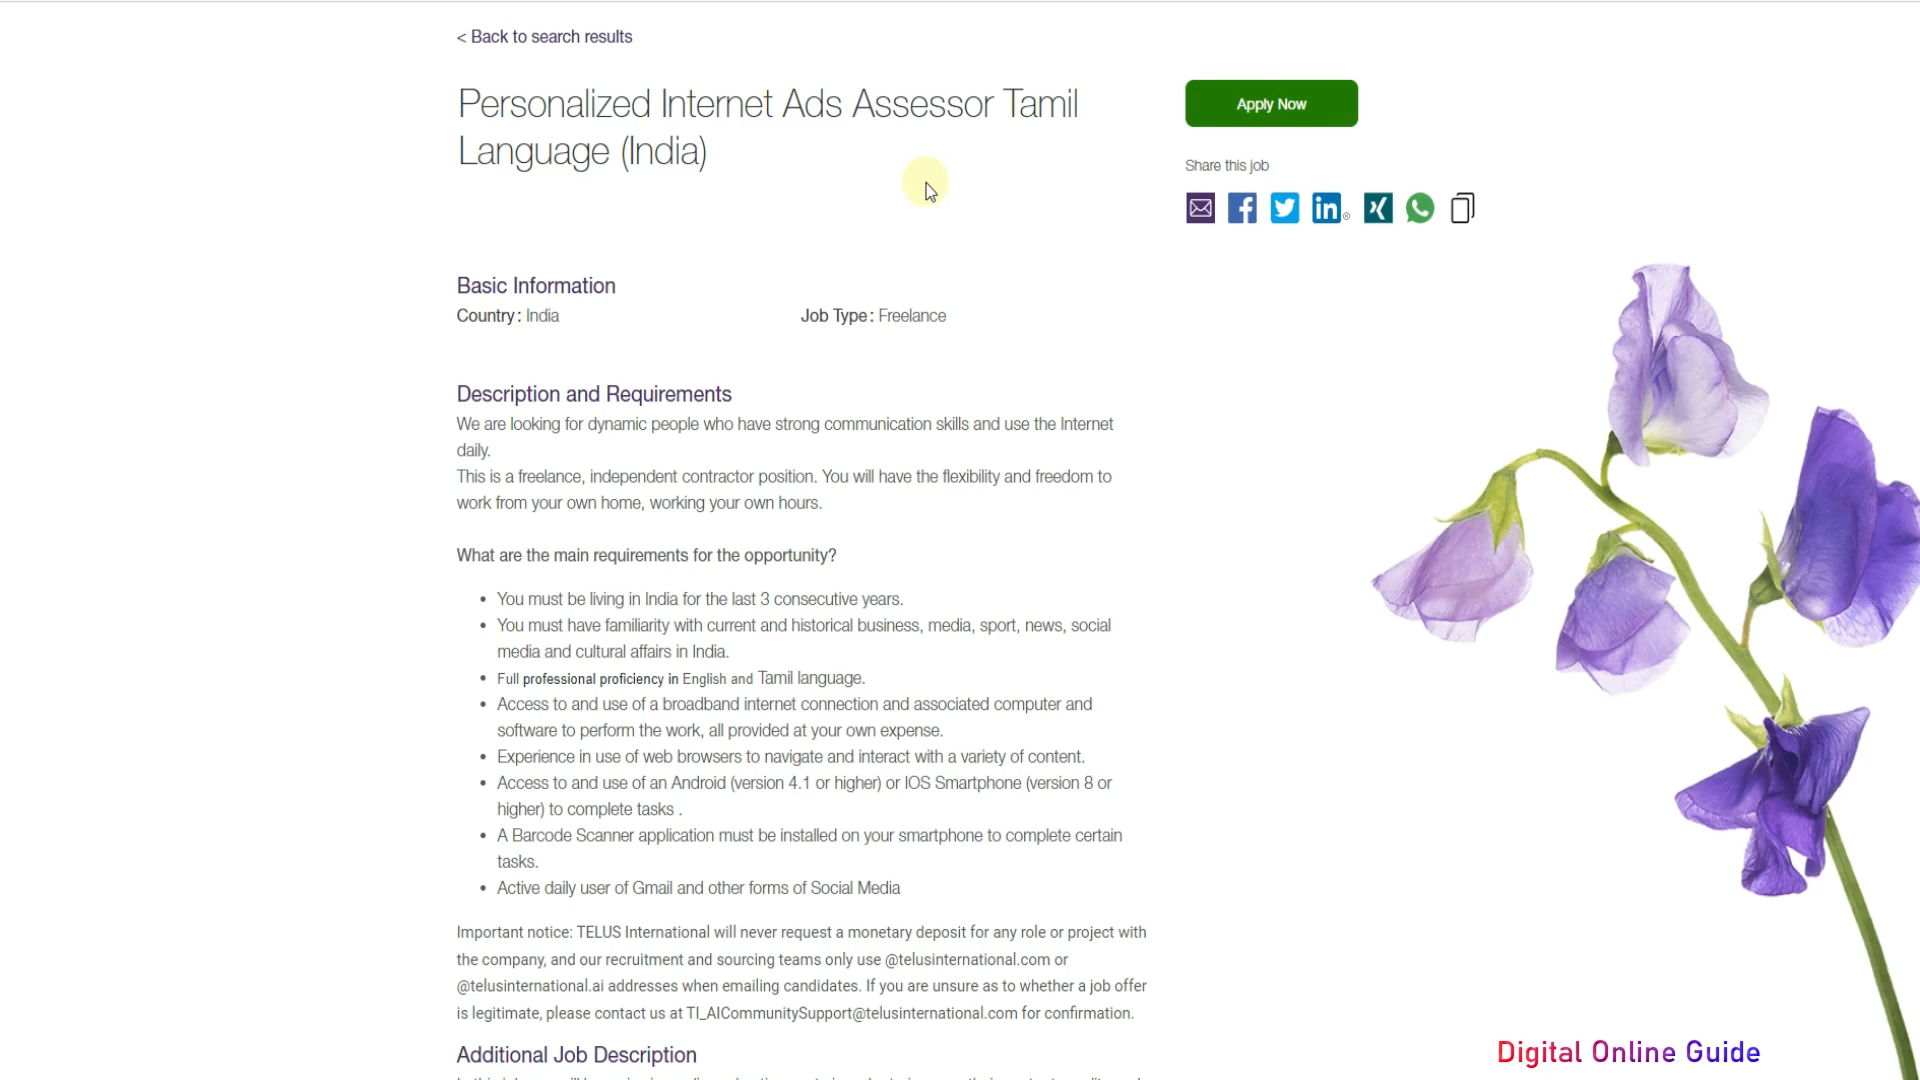 < Back to search results
Personalized Internet Ads Assessor Tamil
Language (India)
Apply Now
Share this job
in®
Basic Information
Country: India
Job Type: Freelance
Description and Requirements
We are looking for dynamic people who have strong communication skills and use the Internet
daily.
This is a freelance, independent contractor position. You will have the flexibility and freedom to
work from your own home, working your own hours.
What are the main requirements for the opportunity?
• You must be living in India for the last 3 consecutive years.
• You must have familiarity with current and historical business, media, sport, news, social
media and cultural affairs in India.
• Full professional proficiency in English and Tamil language.
• Access to and use of a broadband internet connection and associated computer and
software to perform the work, all provided at your own expense.
• Experience in use of web browsers to navigate and interact with a variety of content.
• Access to and use of an Android (version 4.1 or higher) or IOS Smartphone (version 8 or
higher) to complete tasks .
• A Barcode Scanner application must be installed on your smartphone to complete certain
tasks.
• Active daily user of Gmail and other forms of Social Media
Important notice: TELUS International will never request a monetary deposit for any role or project with
the company, and our recruitment and sourcing teams only use @telusinternational.com or
@telusinternational.ai addresses when emailing candidates. If you are unsure as to whether a job offer
is legitimate, please contact us at TI_AICommunitySupport@telusinternational.com for confirmation.
Additional Job Description
Digital Online Guide